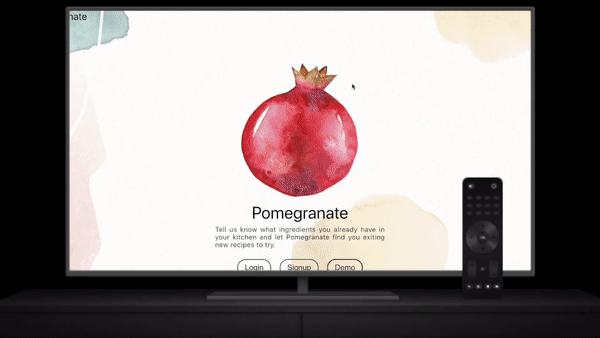 nate
Pomegranate
Tell us know what ingredients you already have in
your kitchen and let Pomegranate find you exiting
new recipes to try.
Login Signup Demo